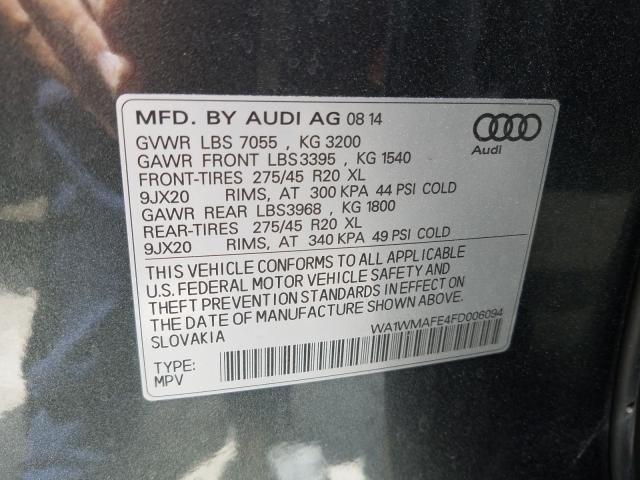 MFD. BY AUDI AG 08 14
GVWR LBS 7055 , KG 3200
GAWR FRONT LBS3395 , KG 1540
FRONT-TIRES 275/45 R20 XL
9JX20 RIMS, AT 300 KPA 44 PSI COLD
GAWR REAR LBS3968 , KG 1800
REAR-TIRES 275/45 R20 XL
9JX20 RIMS, AT 340 KPA 49 PSI COLD
Audi
THIS VEHICLE CONFORMS TO ALL APPLICABLE
U.S. FEDERAL MOTOR VEHICLE SAFETY AND
THEFT PREVENTION STANDARDS IN EFFECT ON
THE DATE OF MANUFACTURE SHOWN ABOVE.
SLOVAKIA
WA1WMAFE4FD006094
TYPE:
MPV